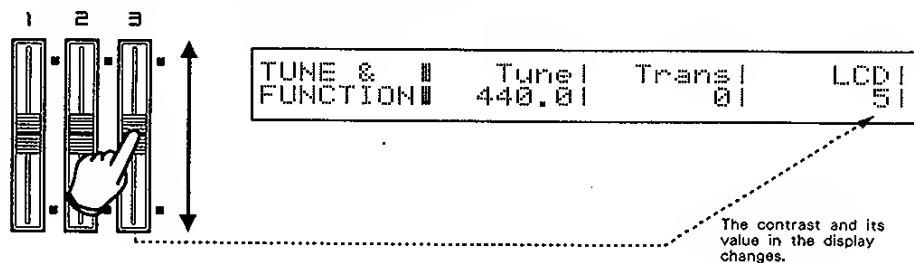 1 2 3
TUNE & Tune| Trans| LCD|
FUNCTION 440.0| 0| 5|
The contrast and its
value in the display
changes.